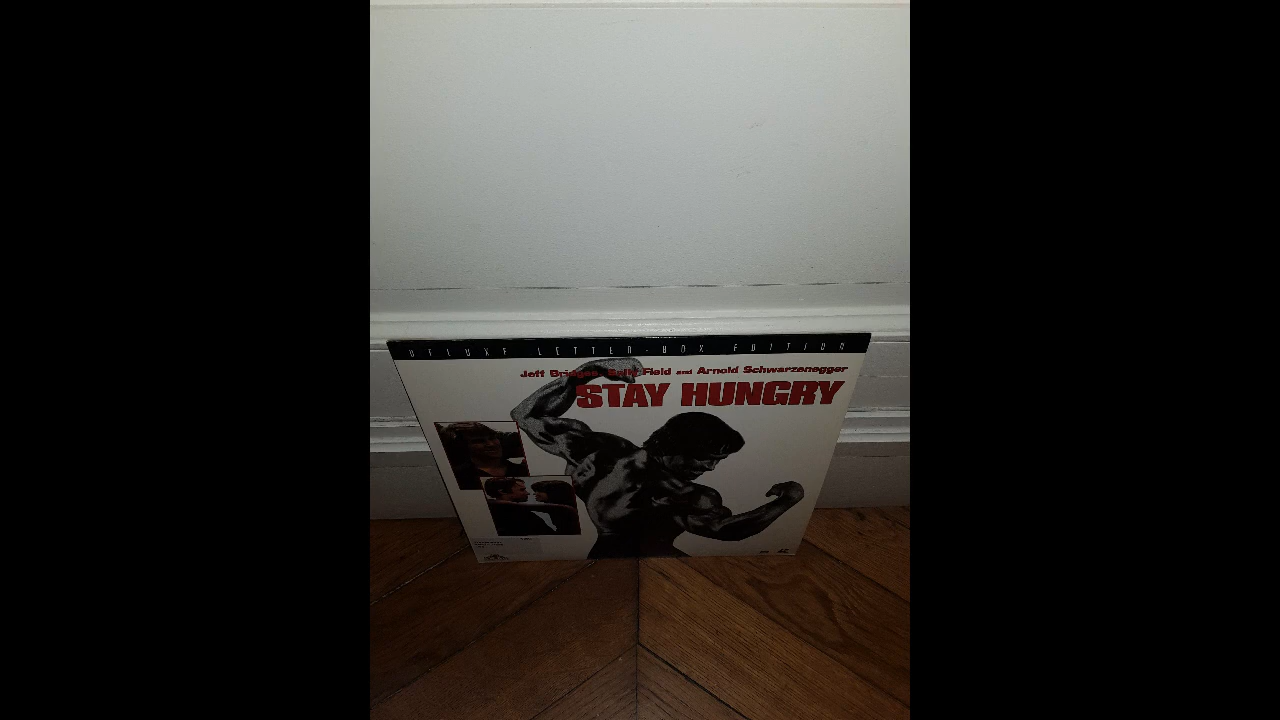 DELUXE LETTER-BOX EDITION
Jeff Bridges, Sally Field and Arnold Schwarzenegger
STAY HUNGRY